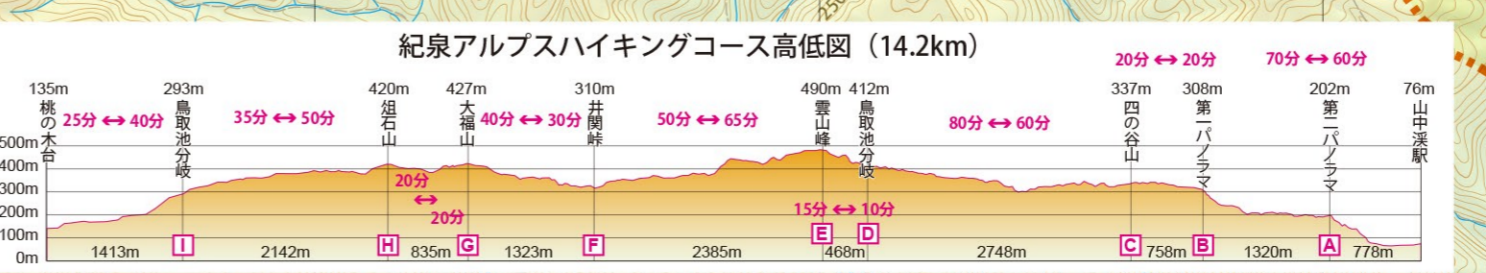 250
紀泉アルプスハイキングコース高低図（14.2km）
20分 ↔ 20分 70分 ↔ 60分
135m 293m 420m 427m 310m 490m 412m 337m 308m 202m 76m
桃の木台 鳥取池分岐 俎石山 大福山 井関峠 雲山峰 鳥取池分岐 四の谷山 第一パノラマ 第二パノラマ 山中渓駅
25分 ↔ 40分 35分 ↔ 50分 40分 ↔ 30分 50分 ↔ 65分 80分 ↔ 60分
500m
400m
300m
20分 ↔ 20分
200m
15分 ↔ 10分
100m
I H G F E D C B A
0m
1413m 2142m 835m 1323m 2385m 468m 2748m 758m 1320m 778m